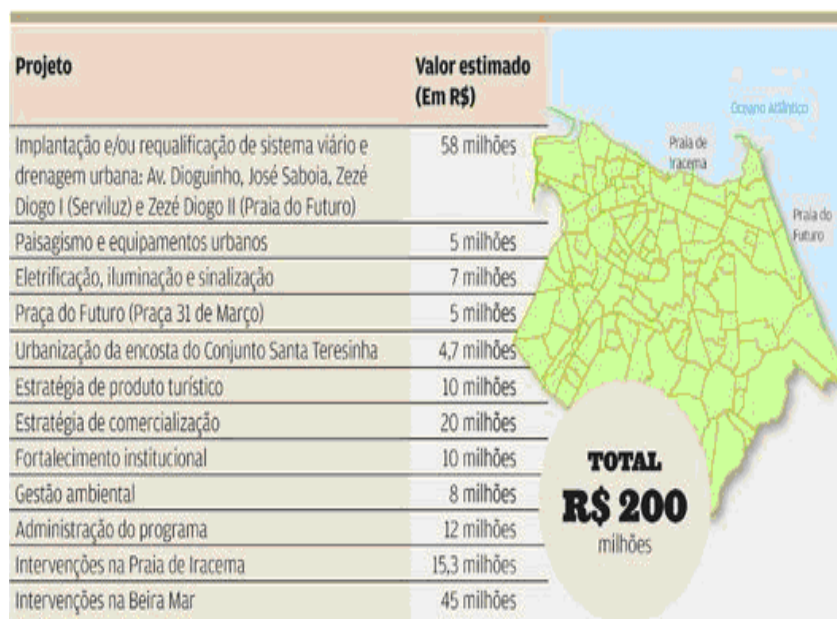 Projeto
Valor estimado
(Em R$)
Implantação e/ou requalificação de sistema viário e
drenagem urbana: Av. Dioguinho, José Saboia, Zezé
Diogo I (Serviluz) e Zezé Diogo II (Praia do Futuro)
58 milhões
Paisagismo e equipamentos urbanos
5 milhões
Eletrificação, iluminação e sinalização
7 milhões
Praça do Futuro (Praça 31 de Março)
5 milhões
Urbanização da encosta do Conjunto Santa Teresinha
4,7 milhões
Estratégia de produto turístico
10 milhões
Estratégia de comercialização
20 milhões
Fortalecimento institucional
10 milhões
Gestão ambiental
8 milhões
Administração do programa
12 milhões
Intervenções na Praia de Iracema
15,3 milhões
Intervenções na Beira Mar
45 milhões
Oceano Atlântico
Praia de
Iracema
Praia do
Futuro
TOTAL
R$ 200
milhões